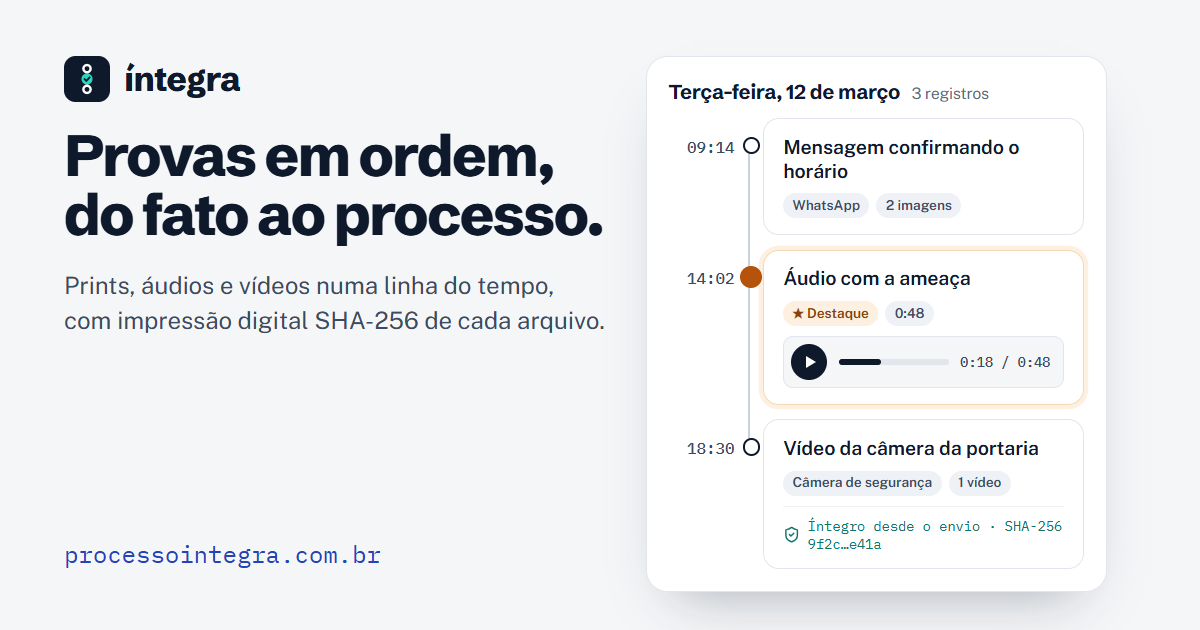 íntegra
Provas em ordem,
do fato ao processo.
Prints, áudios e vídeos numa linha do tempo,
com impressão digital SHA-256 de cada arquivo.
processointegra.com.br
Terça-feira, 12 de março 3 registros
09:14
Mensagem confirmando o
horário
WhatsApp 2 imagens
14:02
Áudio com a ameaça
★ Destaque 0:48
0:18 / 0:48
18:30
Vídeo da câmera da portaria
Câmera de segurança 1 vídeo
Íntegro desde o envio · SHA-256
9f2c…e41a